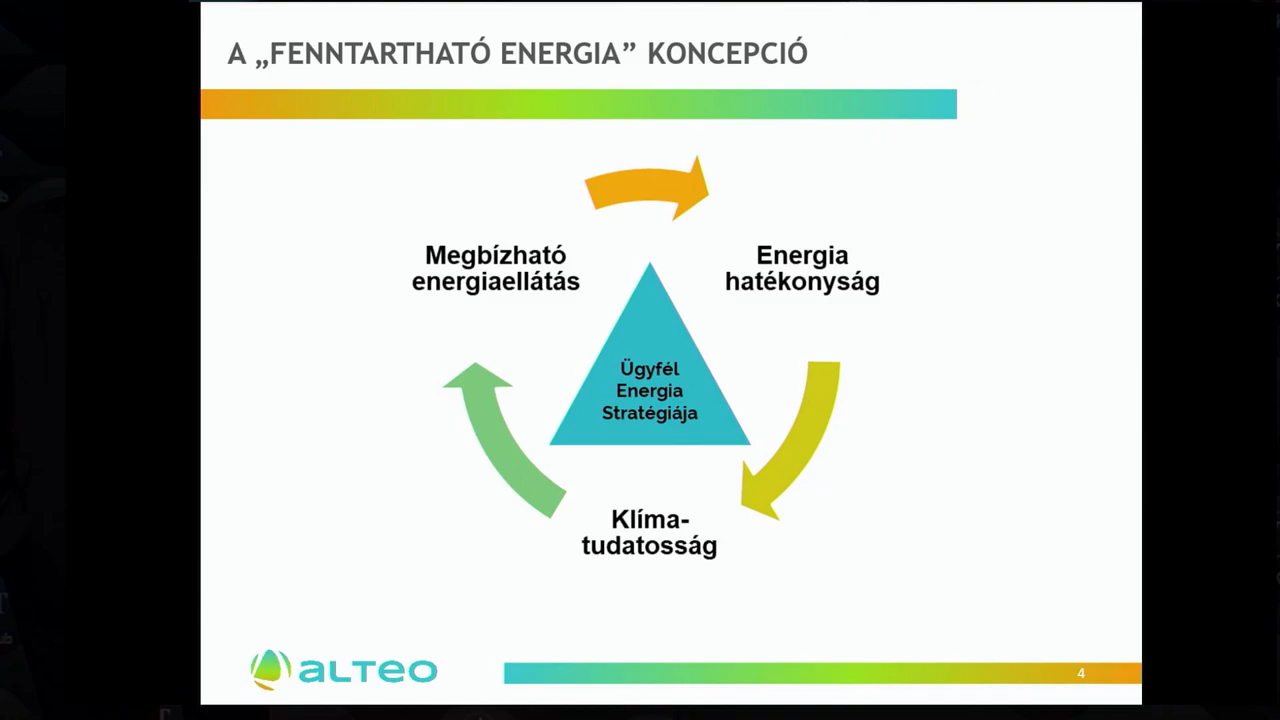 A „FENNTARTHATÓ ENERGIA” KONCEPCIÓ
Megbízható
energiaellátás
Energia
hatékonyság
Ügyfél
Energia
Stratégiája
Klíma-
tudatosság
ALTEO
4